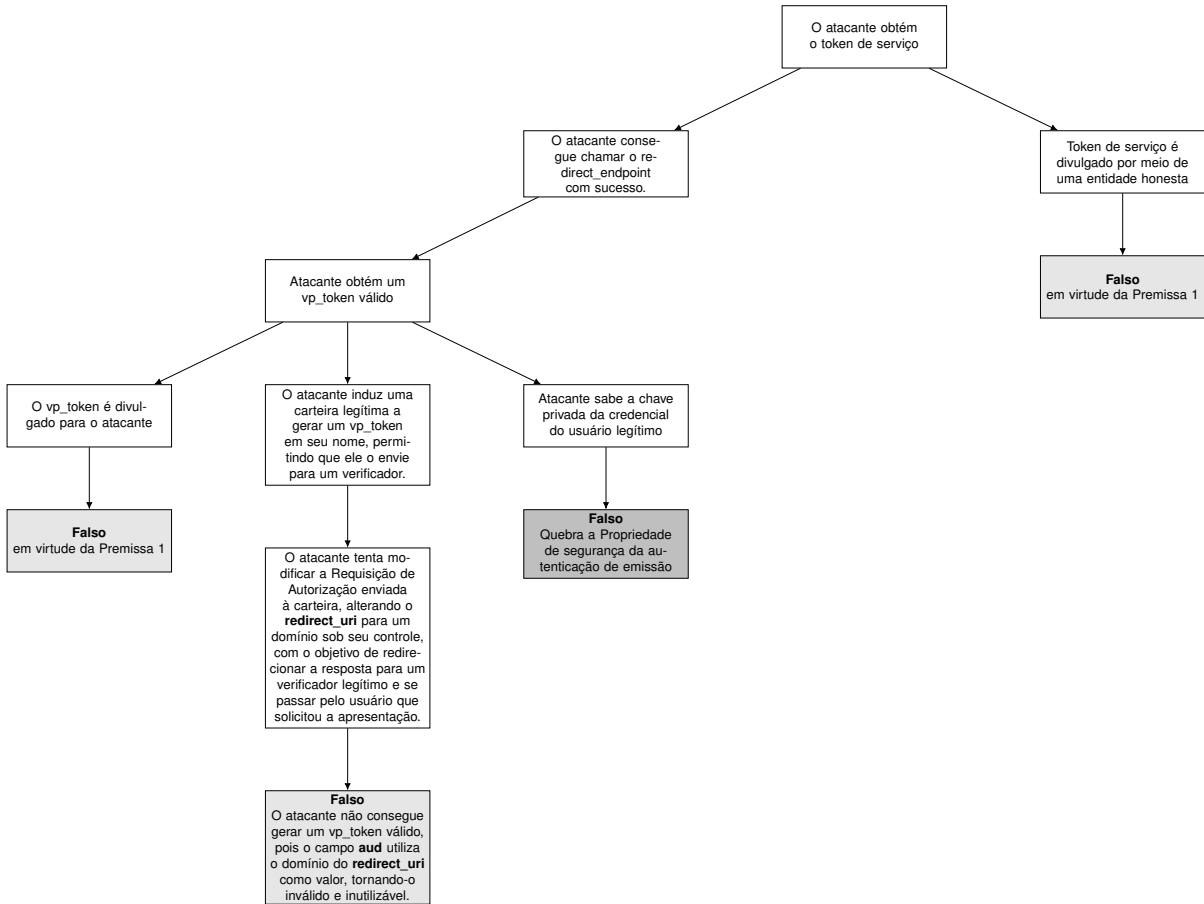 O atacante obtém
o token de serviço
O atacante conse-
gue chamar o re-
direct_endpoint
com sucesso.
Token de serviço é
divulgado por meio de
uma entidade honesta
Atacante obtém um
vp_token válido
Falso
em virtude da Premissa 1
O vp_token é divul-
gado para o atacante
O atacante induz uma
carteira legítima a
gerar um vp_token
em seu nome, permi-
tindo que ele o envie
para um verificador.
Atacante sabe a chave
privada da credencial
do usuário legítimo
Falso
em virtude da Premissa 1
O atacante tenta mo-
dificar a Requisição de
Autorização enviada
à carteira, alterando o
redirect_uri para um
domínio sob seu controle,
com o objetivo de redire-
cionar a resposta para um
verificador legítimo e se
passar pelo usuário que
solicitou a apresentação.
Falso
Quebra a Propriedade
de segurança da au-
tenticação de emissão
Falso
O atacante não consegue
gerar um vp_token válido,
pois o campo aud utiliza
o domínio do redirect_uri
como valor, tornando-o
inválido e inutilizável.